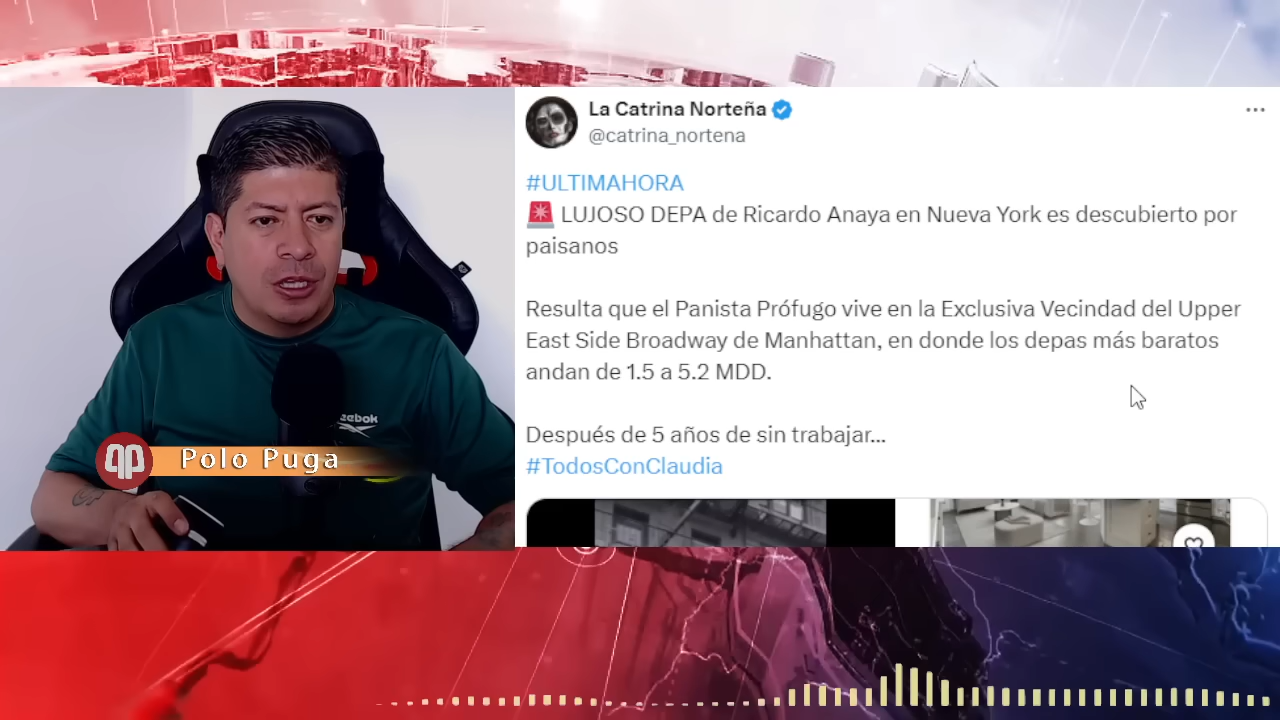 La Catrina Norteña
@catrina_nortena
#ULTIMAHORA
LUJOSO DEPA de Ricardo Anaya en Nueva York es descubierto por
paisanos
Resulta que el Panista Prófugo vive en la Exclusiva Vecindad del Upper
East Side Broadway de Manhattan, en donde los depas más baratos
andan de 1.5 a 5.2 MDD.
Después de 5 años de sin trabajar...
#TodosConClaudia
Reebok
Polo Puga